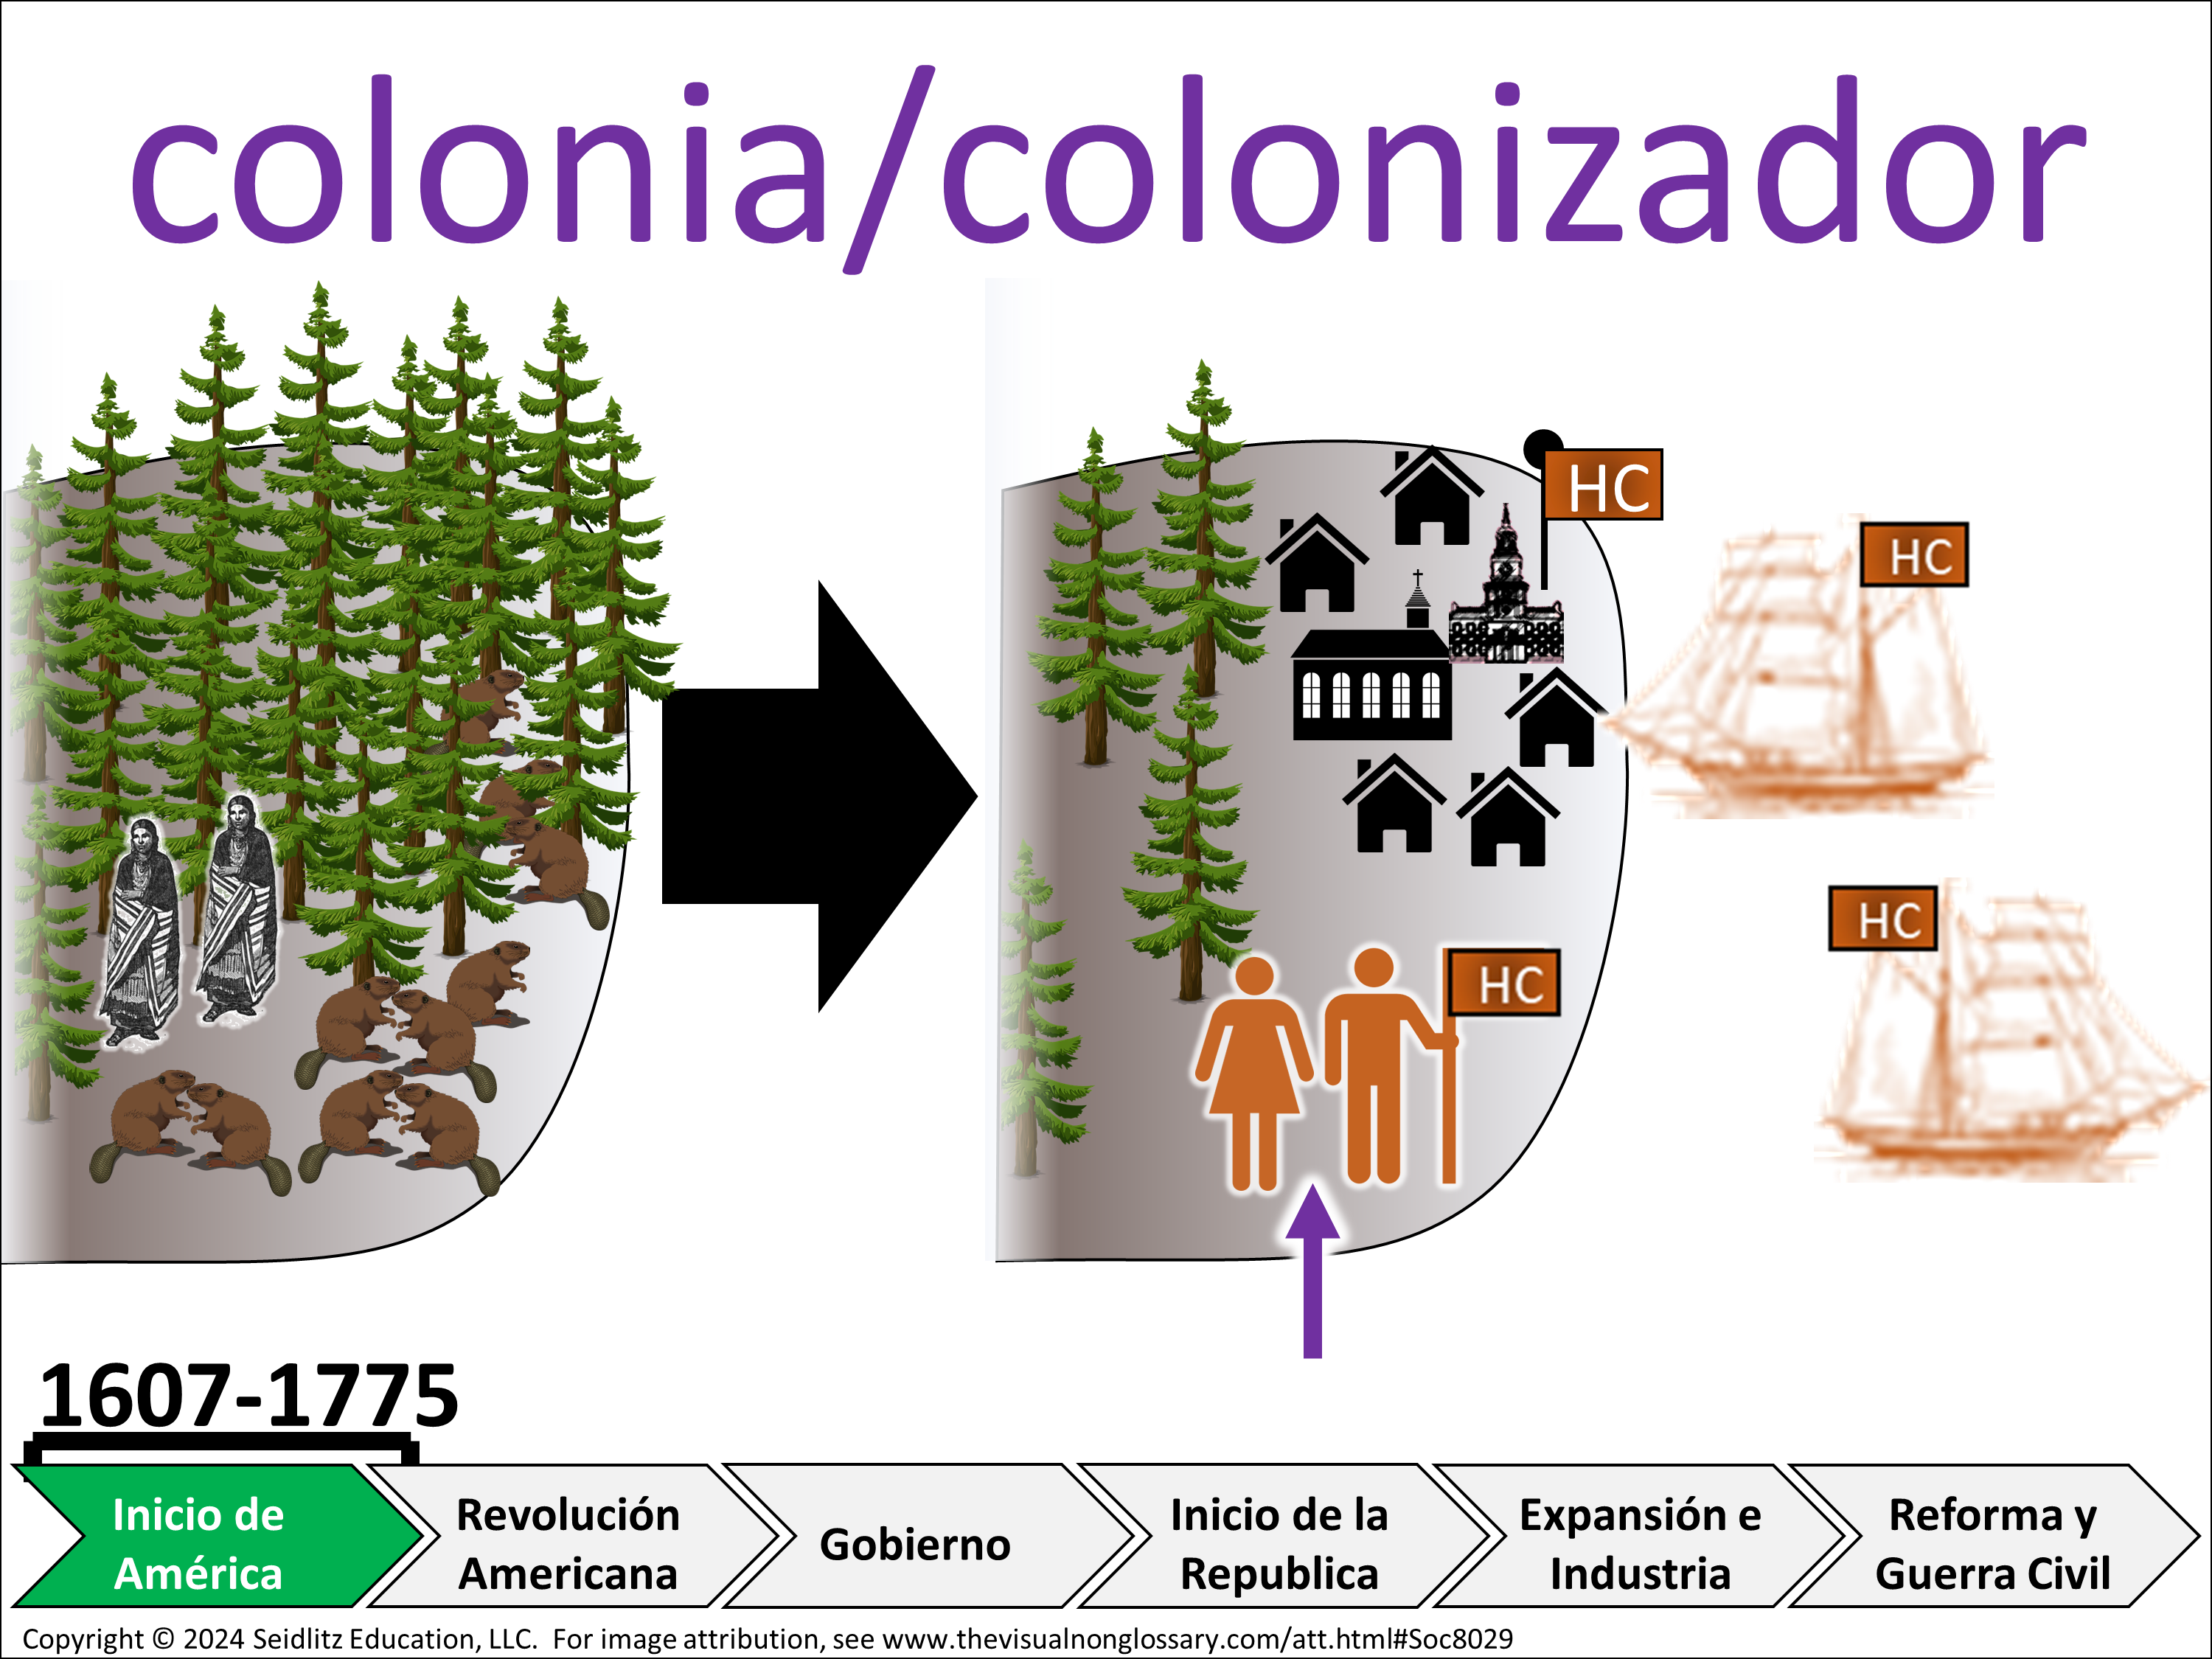 colonia/colonizador
HC
HC
HC
HC
1607-1775
Inicio de
América
Revolución
Americana
Gobierno
Inicio de la
Republica
Expansión e
Industria
Reforma y
Guerra Civil
Copyright © 2024 Seidlitz Education, LLC.  For image attribution, see www.thevisualnonglossary.com/att.html#Soc8029